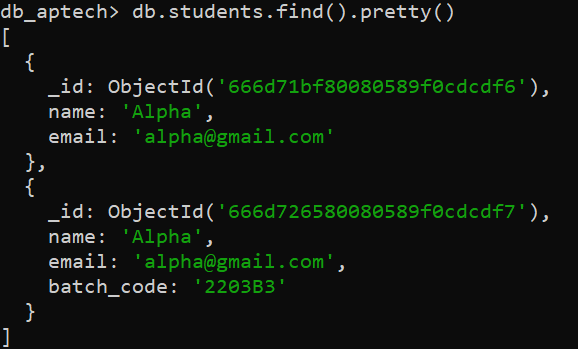 db_aptech> db.students.find().pretty()
[
  {
    _id: ObjectId('666d71bf80080589f0cdcdf6'),
    name: 'Alpha',
    email: 'alpha@gmail.com'
  },
  {
    _id: ObjectId('666d726580080589f0cdcdf7'),
    name: 'Alpha',
    email: 'alpha@gmail.com',
    batch_code: '2203B3'
  }
]